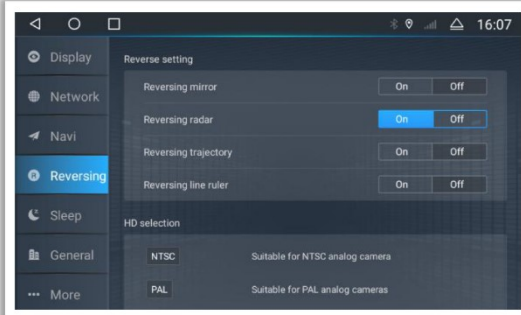 16:07
Display
Network
Navi
Reversing
Sleep
General
More
Reverse setting
Reversing mirror On Off
Reversing radar On Off
Reversing trajectory On Off
Reversing line ruler On Off
HD selection
NTSC Suitable for NTSC analog camera
PAL Suitable for PAL analog cameras